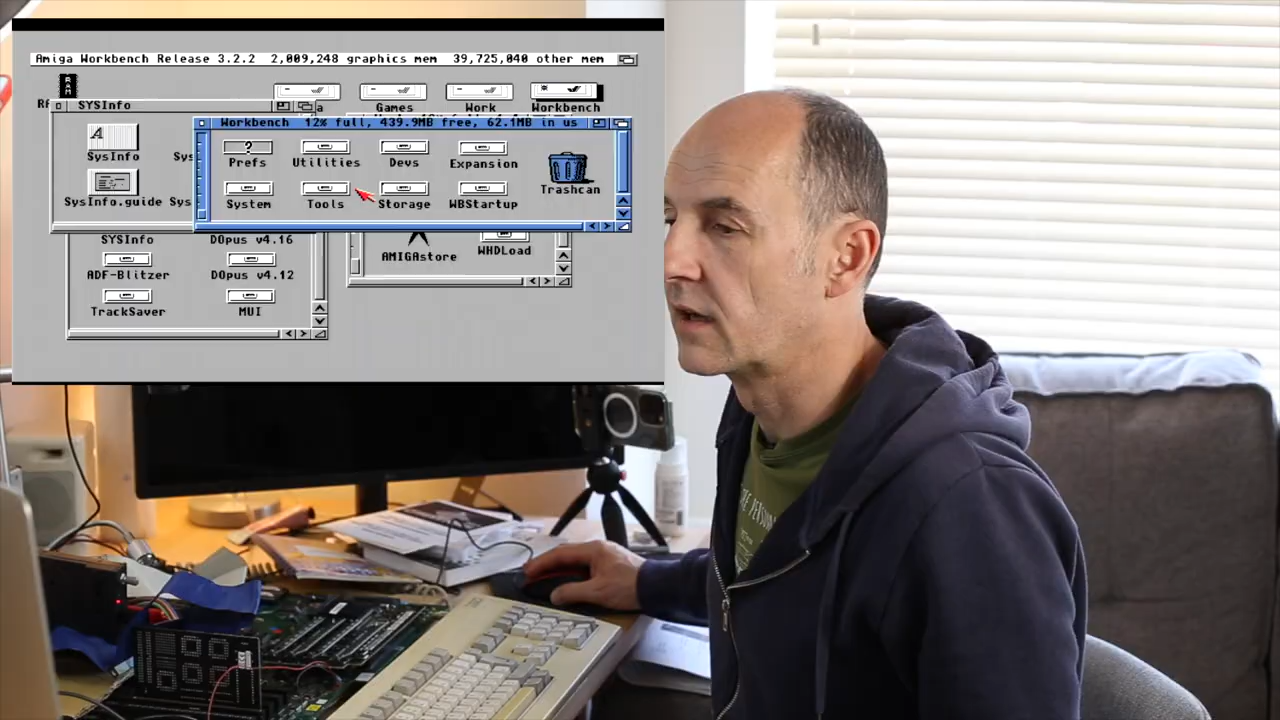 Amiga Workbench Release 3.2.2 2,009,248 graphics mem 39,725,040 other mem
Games Work Workbench
SYSInfo
Workbench 12% full, 439.9MB free, 62.1MB in us
SysInfo
Prefs Utilities Devs Expansion Trashcan
SysInfo.guide
System Tools Storage WBStartup
SYSInfo DOpus v4.16
AMIGAstore WHDLoad
ADF-Blitzer DOpus v4.12
TrackSaver MUI